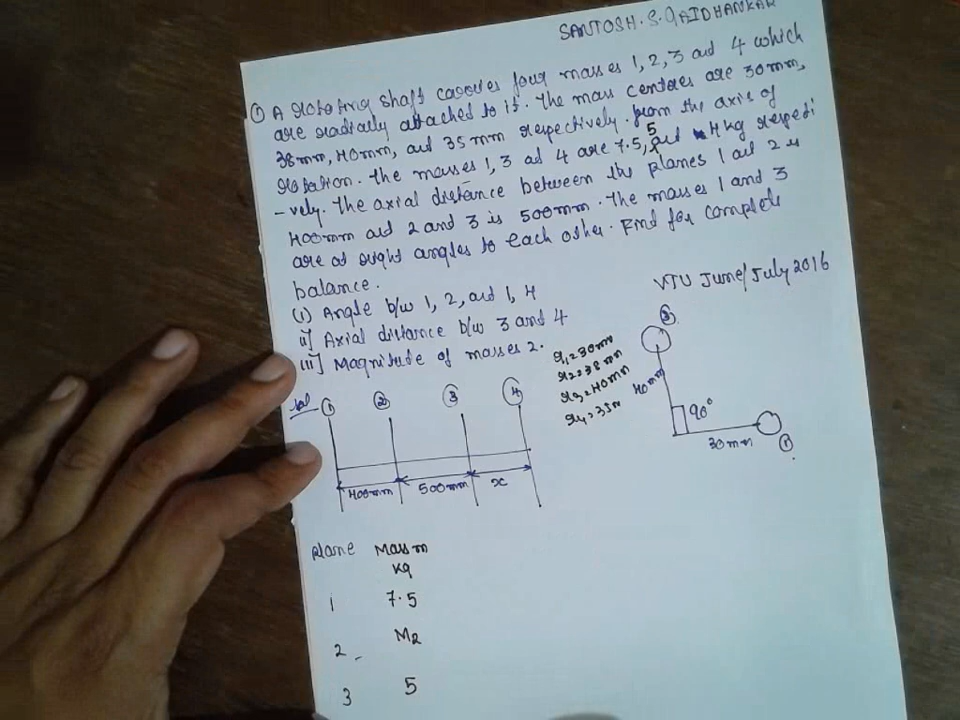 SANTOSH.S.GAIDHANKAR
① A rotating shaft carries four masses 1, 2, 3 and 4 which
are radially attached to it. The mass centres are 30mm,
38mm, 40mm, and 35mm respectively from the axis of
rotation. The masses 1, 3 ad 4 are 7.5, 5 and 4kg respecti
-vely. The axial distance between the planes 1 ad 2 is
400mm and 2 and 3 is 500mm. The masses 1 and 3
are at right angles to each other. Find for complete
balance.
(i) Angle b/w 1, 2, and 1, 4
ii] Axial distance b/w 3 and 4
iii] Magnitude of masses 2.
VTU June/July 2016
Sol
① ② ③ ④
400mm 500mm x
r1=30mm
r2=38mm
r3=40mm
r4=35m
③
40mm
90°
30mm
①
Plane Mass m
kg
1 7.5
2 - M2
3 5